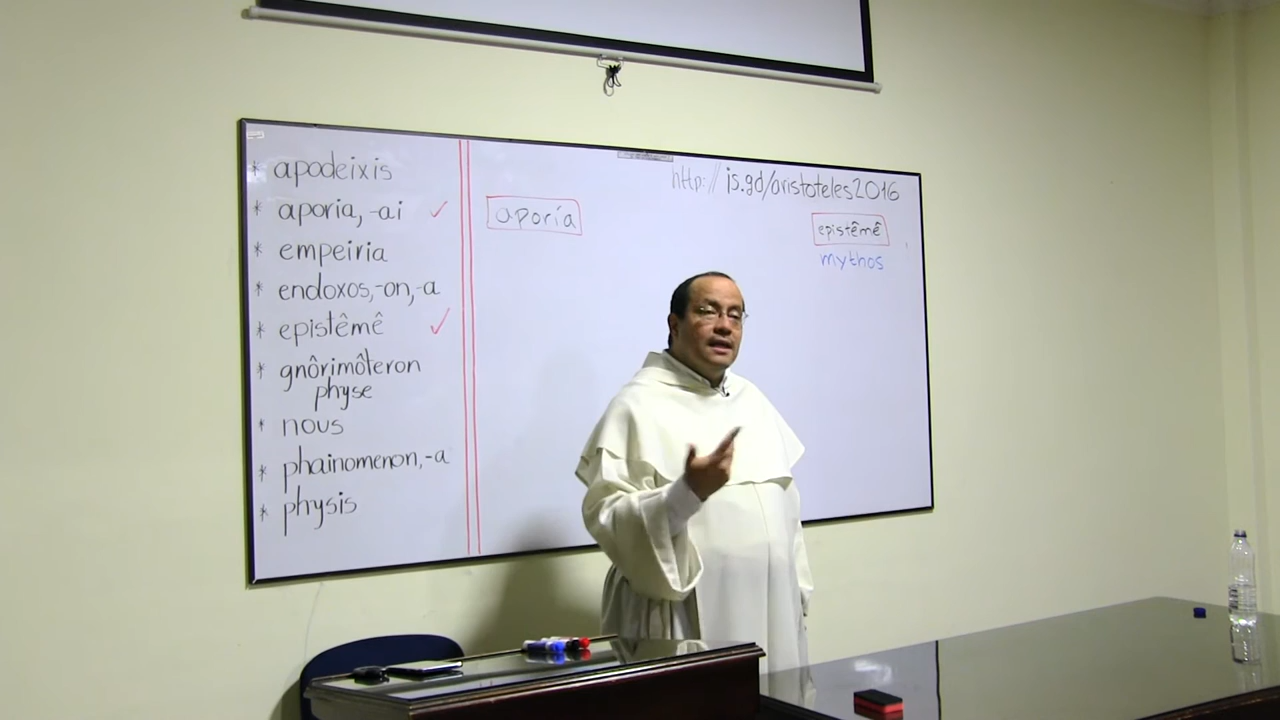 * apodeixis
* aporia, -ai ✓
* empeiria
* endoxos,-on,-a
* epistêmê ✓
* gnôrimôteron
physe
* nous
* phainomenon,-a
* physis
aporía
http://is.gd/aristoteles2016
epistêmê
mythos